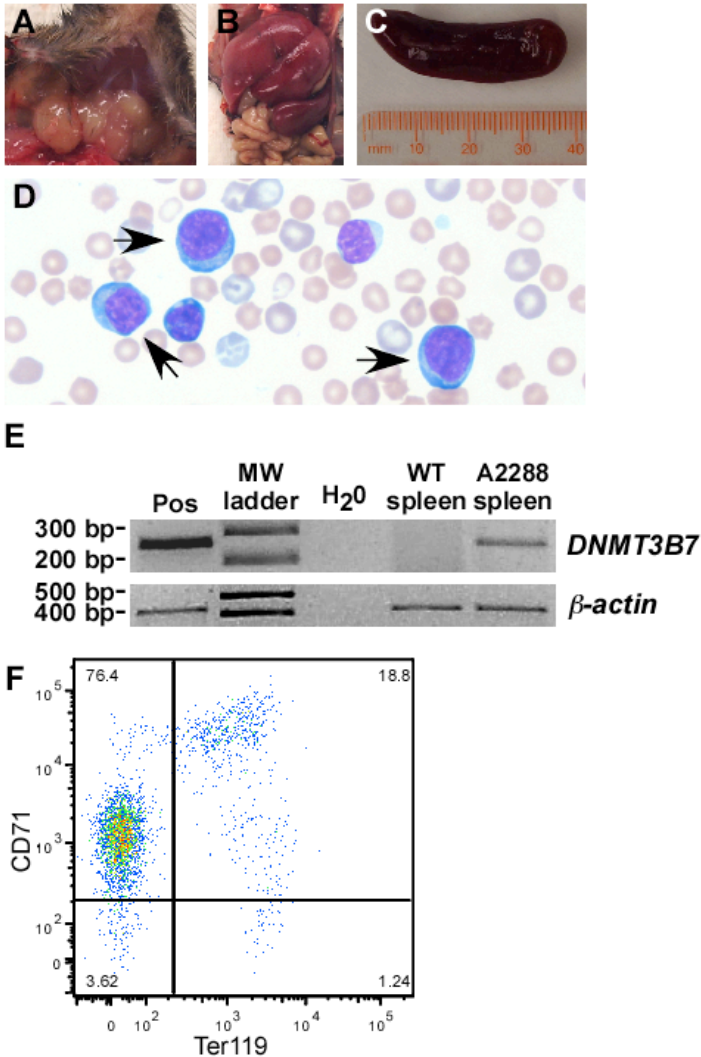 A
B
C
mm 10 20 30 40
D
E
Pos
MW ladder
H20
WT spleen
A2288 spleen
300 bp-
200 bp-
DNMT3B7
500 bp-
400 bp-
β-actin
F
76.4
18.8
10^5
10^4
10^3
10^2
0
CD71
3.62
1.24
0 10^2 10^3 10^4 10^5
Ter119